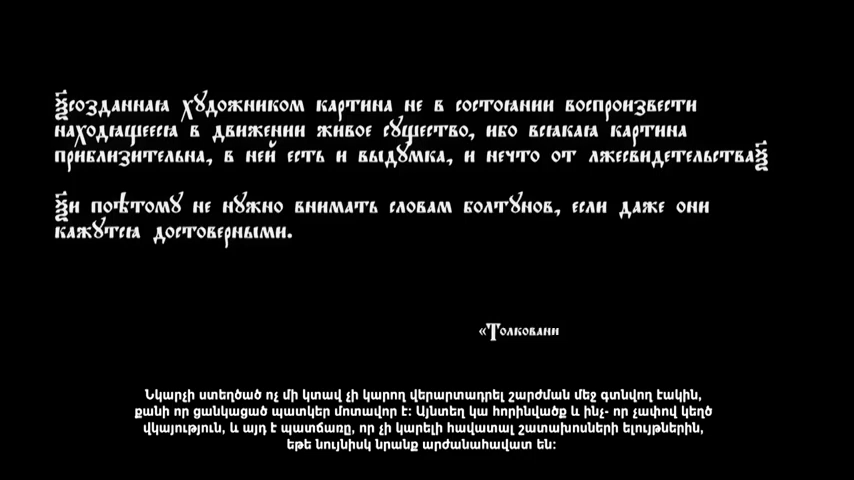 созданная художником картина не в состоянии воспроизвести
находящееся в движении живое существо, ибо всякая картина
приблизительна, в ней есть и выдумка, и нечто от лжесвидетельства
и поѣтому не нужно внимать словам болтунов, если даже они
кажутся достоверными.
«Толковани
Նկարչի ստեղծած ոչ մի կտավ չի կարող վերարտադրել շարժման մեջ գտնվող էակին,
քանի որ ցանկացած պատկեր մոտավոր է: Այնտեղ կա հորինվածք և ինչ- որ չափով կեղծ
վկայություն, և այդ է պատճառը, որ չի կարելի հավատալ շատախոսների ելույթներին,
եթե նույնիսկ նրանք արժանահավատ են: